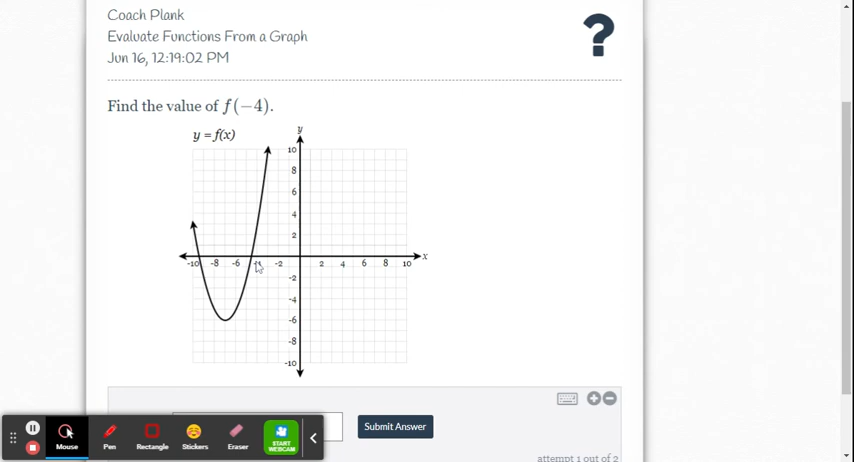 Coach Plank
Evaluate Functions From a Graph
Jun 16, 12:19:02 PM
?
Find the value of f(−4).
y = f(x)
y
10
8
6
4
2
-10 -8 -6 -2 2 4 6 8 10 x
-2
-4
-6
-8
-10
Submit Answer
Mouse Pen Rectangle Stickers Eraser START WEBCAM
attempt 1 out of 2